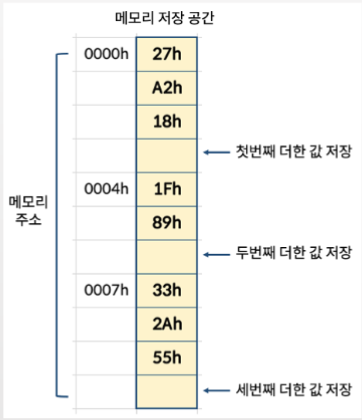 메모리 저장 공간
0000h 27h
A2h
18h
첫번째 더한 값 저장
0004h 1Fh
메모리
주소
89h
두번째 더한 값 저장
0007h 33h
2Ah
55h
세번째 더한 값 저장